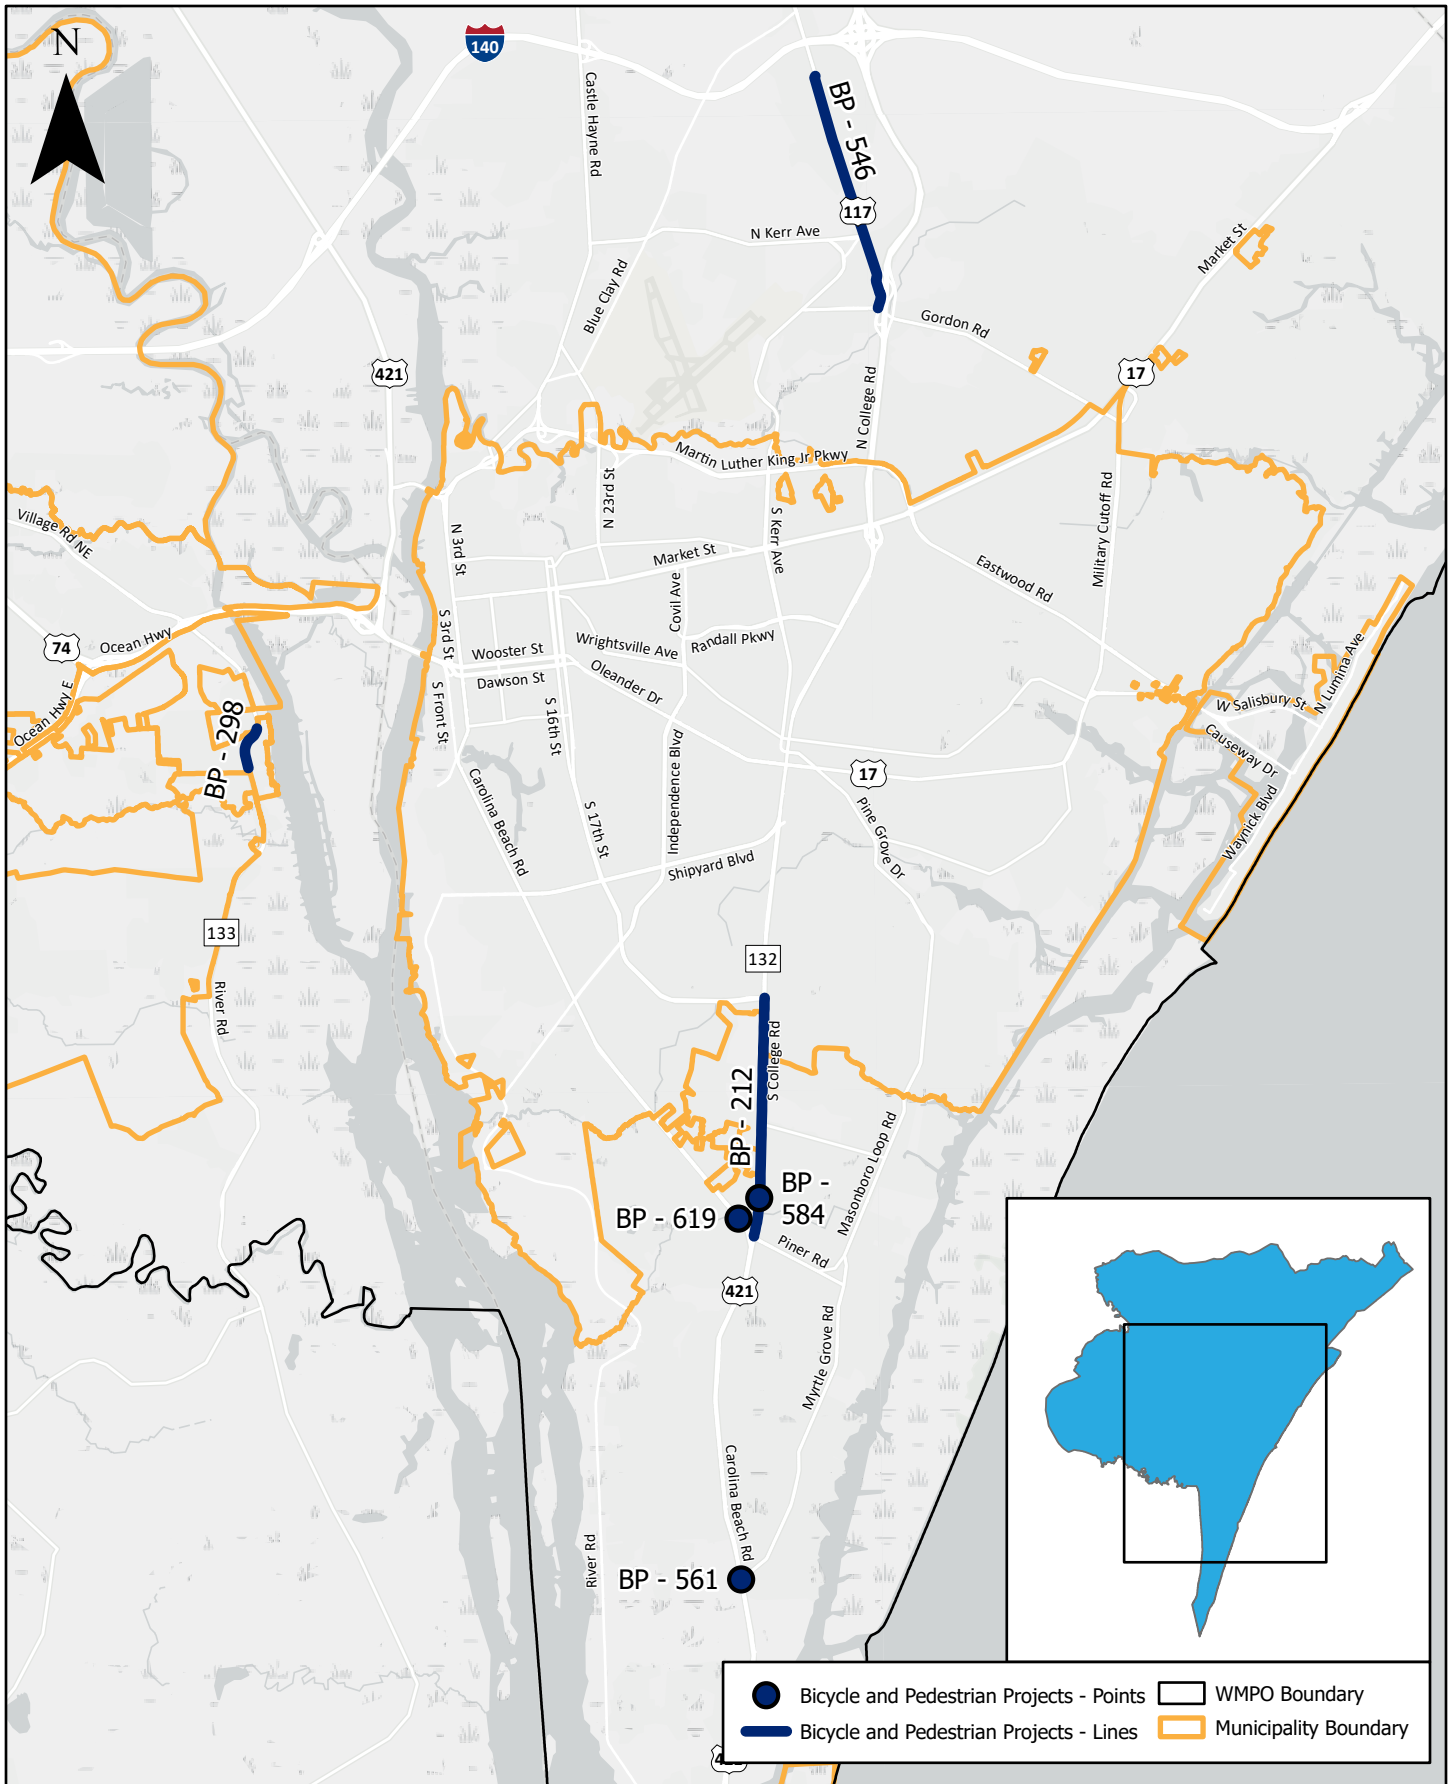 N
140
Castle Hayne Rd
BP - 546
117
N Kerr Ave
Blue Clay Rd
Market St
Gordon Rd
421
17
N College Rd
Martin Luther King Jr Pkwy
N 23rd St
Military Cutoff Rd
Village Rd NE
N 3rd St
S Kerr Ave
Market St
Eastwood Rd
Covil Ave
74
Ocean Hwy
S 3rd St
Wooster St
Wrightsville Ave
Randall Pkwy
Dawson St
Oleander Dr
N Lumina Ave
W Salisbury St
Ocean Hwy E
BP - 298
S Front St
S 16th St
Causeway Dr
Independence Blvd
17
Carolina Beach Rd
S 17th St
Pine Grove Dr
Waynick Blvd
Shipyard Blvd
133
132
River Rd
S College Rd
BP - 212
Masonboro Loop Rd
BP -
584
BP - 619
Piner Rd
421
Myrtle Grove Rd
Carolina Beach Rd
River Rd
BP - 561
Bicycle and Pedestrian Projects - Points
WMPO Boundary
Bicycle and Pedestrian Projects - Lines
Municipality Boundary